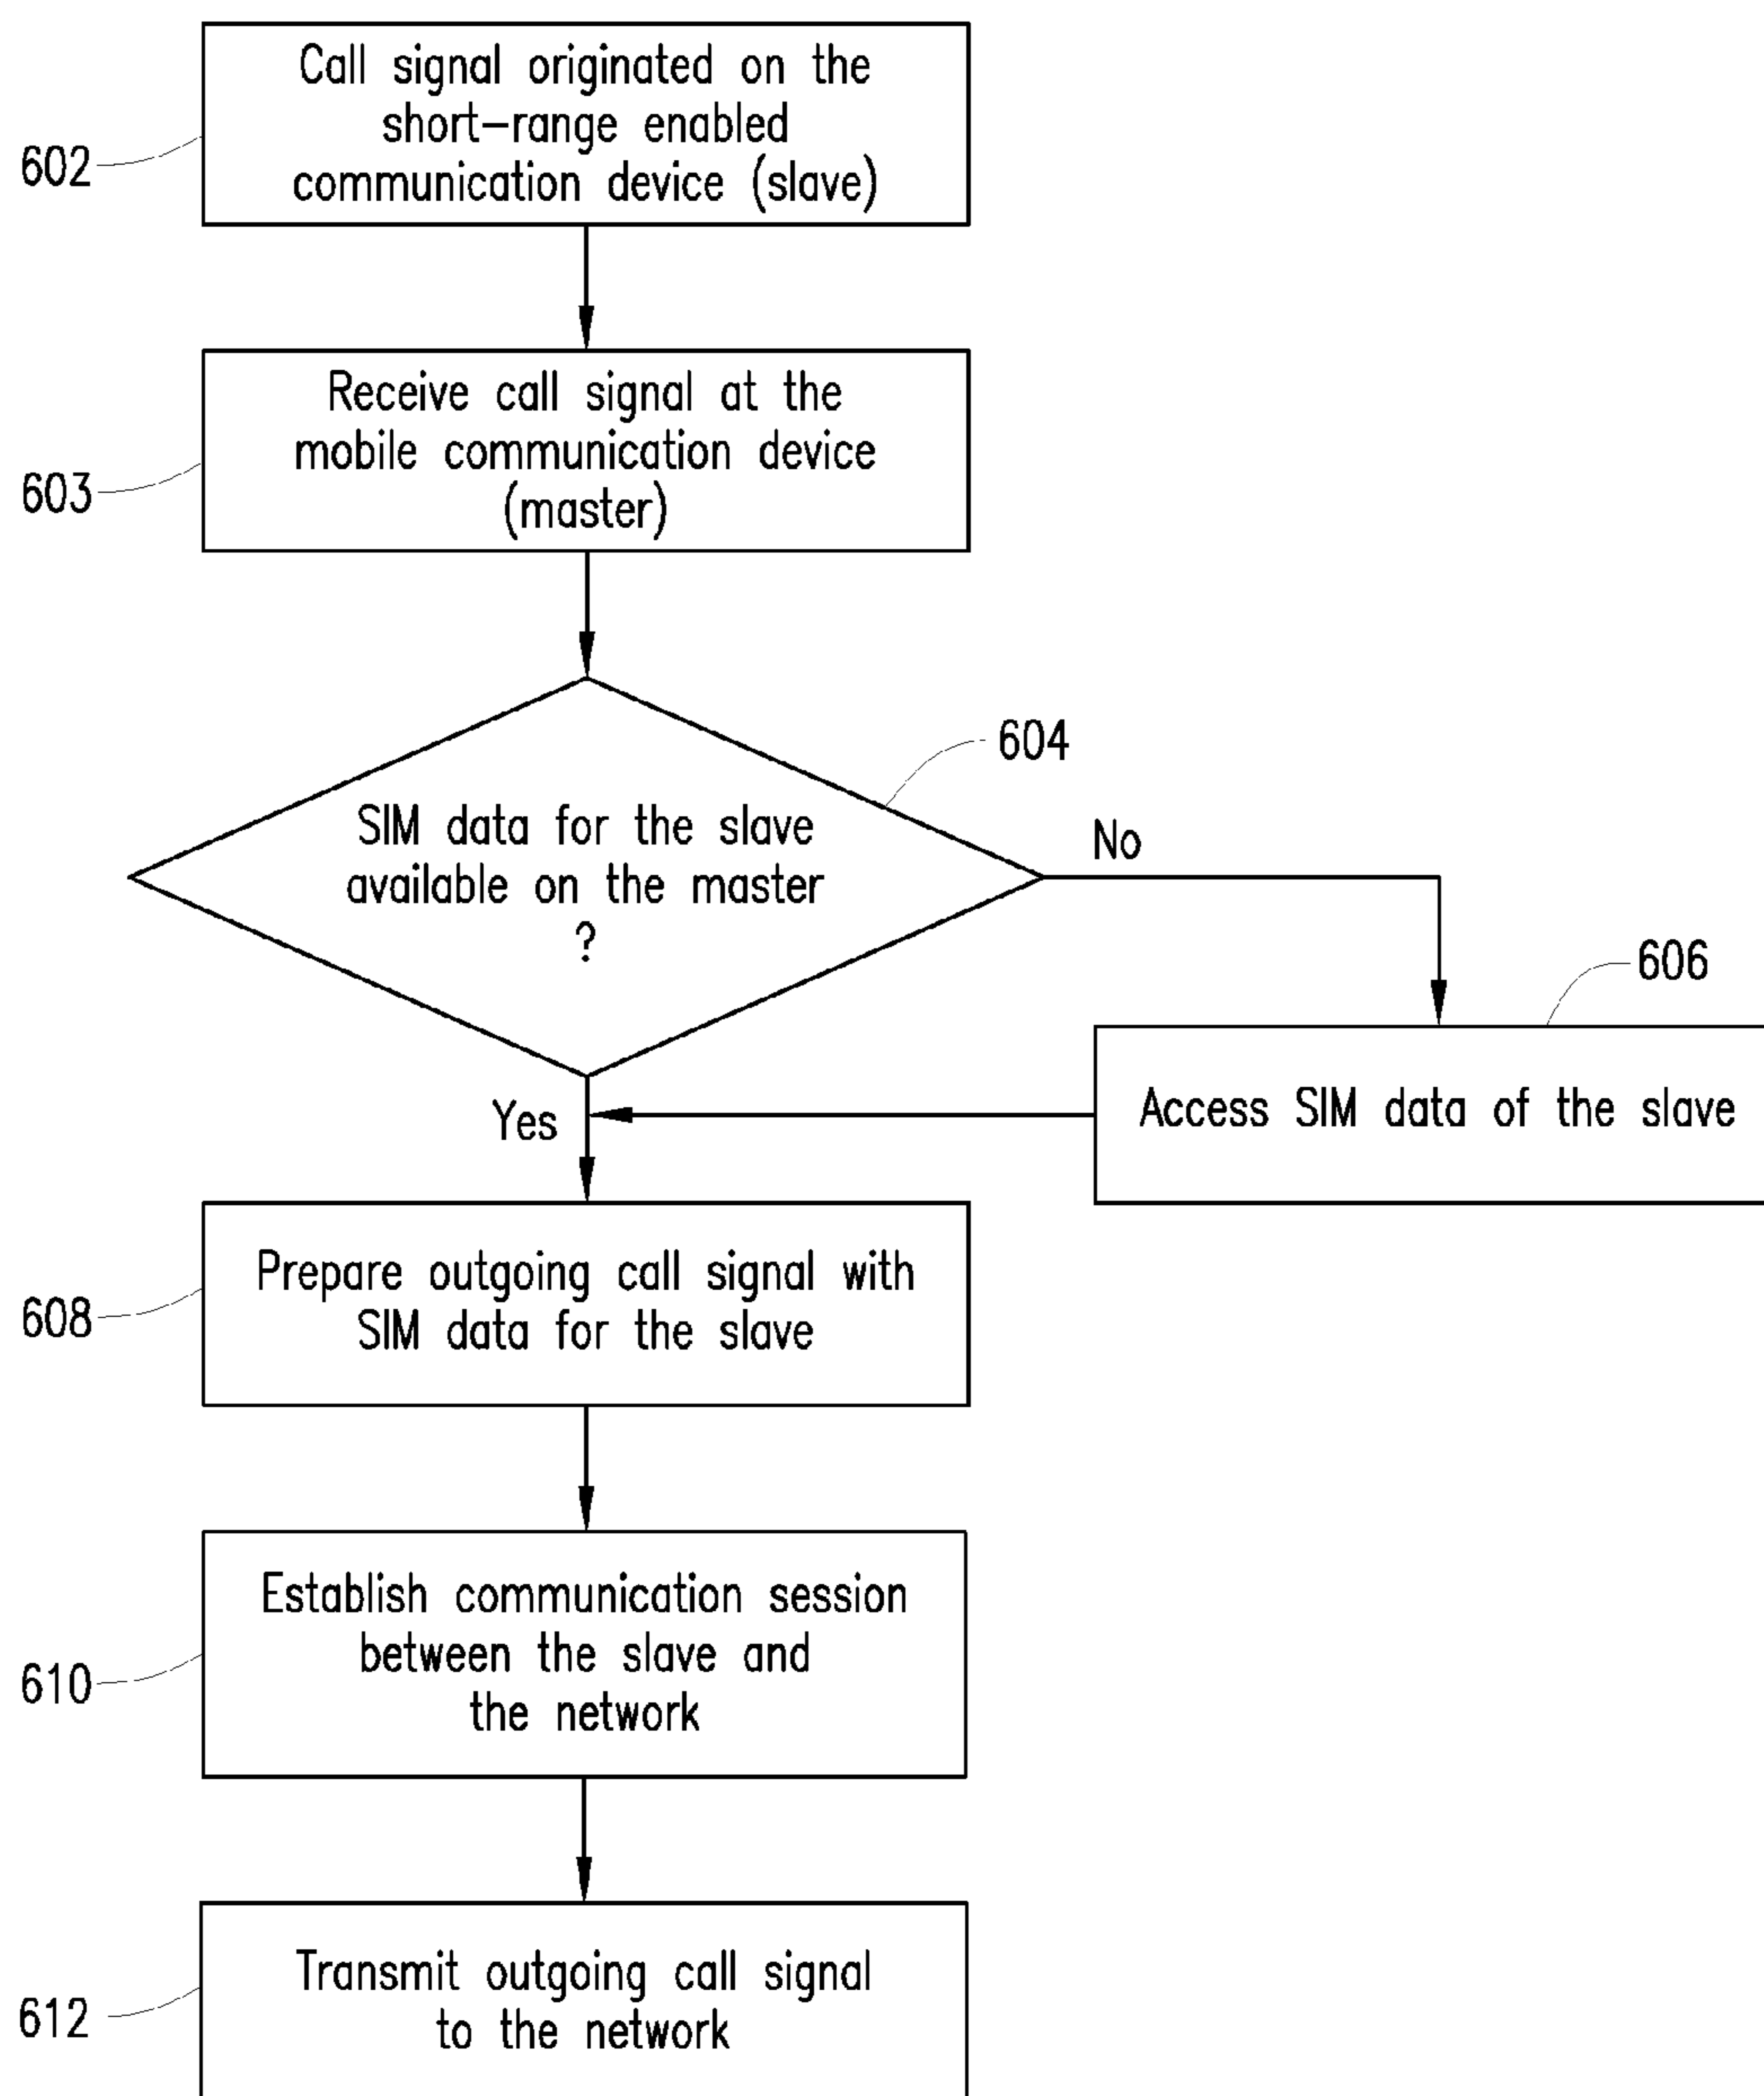 Call signal originated on the
short-range enabled
communication device (slave)
602
Receive call signal at the
mobile communication device
(master)
603
604
SIM data for the slave
available on the master
?
No
606
Access SIM data of the slave
Yes
Prepare outgoing call signal with
SIM data for the slave
608
Establish communication session
between the slave and
the network
610
Transmit outgoing call signal
to the network
612